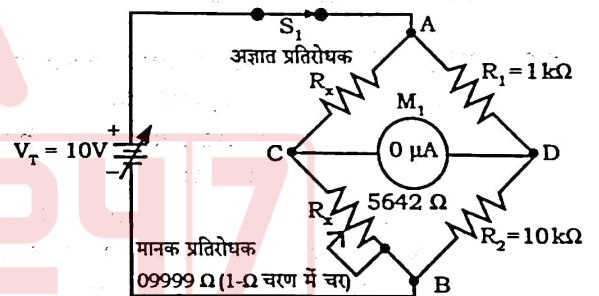 S₁
A
अज्ञात प्रतिरोधक
Rₓ
R₁ = 1 kΩ
M₁
+
V_T = 10V
−
C
0 μA
D
Rₓ
5642 Ω
R₂ = 10 kΩ
मानक प्रतिरोधक
09999 Ω (1-Ω चरण में चर)
B